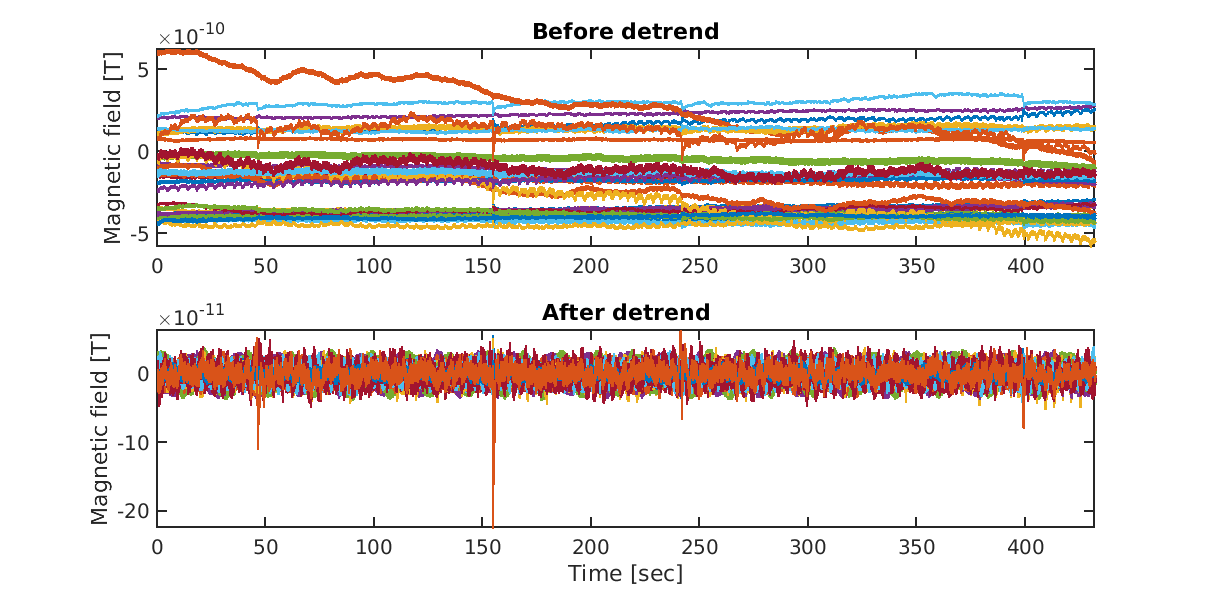 Before detrend
×10-10
Magnetic field [T]
5
0
-5
0 50 100 150 200 250 300 350 400
After detrend
×10-11
Magnetic field [T]
0
-10
-20
0 50 100 150 200 250 300 350 400
Time [sec]